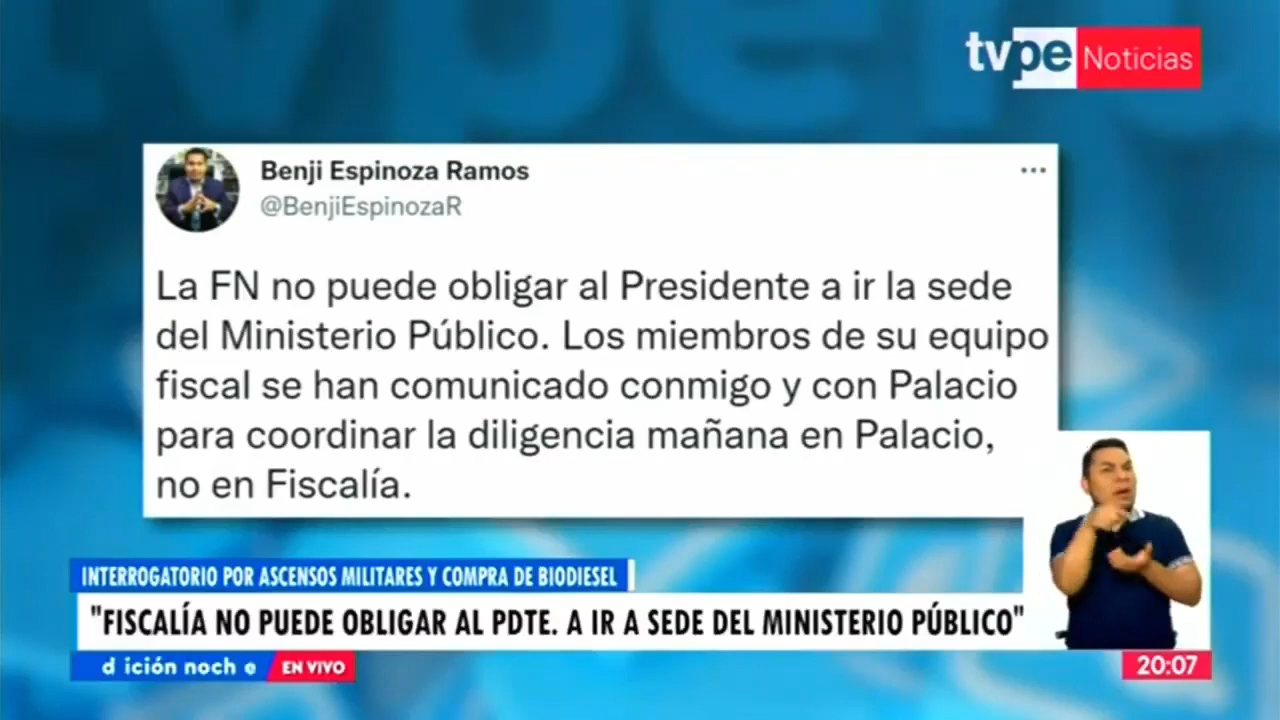 tvpe Noticias
Benji Espinoza Ramos
@BenjiEspinozaR
La FN no puede obligar al Presidente a ir la sede
del Ministerio Público. Los miembros de su equipo
fiscal se han comunicado conmigo y con Palacio
para coordinar la diligencia mañana en Palacio,
no en Fiscalía.
INTERROGATORIO POR ASCENSOS MILITARES Y COMPRA DE BIODIESEL
"FISCALÍA NO PUEDE OBLIGAR AL PDTE. A IR A SEDE DEL MINISTERIO PÚBLICO"
d ición noch e EN VIVO
20:07